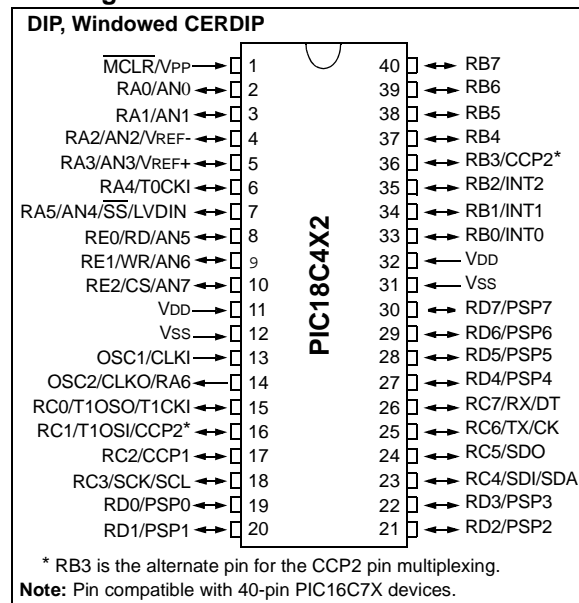 DIP, Windowed CERDIP
MCLR/VPP 1 40 RB7
RA0/AN0 2 39 RB6
RA1/AN1 3 38 RB5
RA2/AN2/VREF- 4 37 RB4
RA3/AN3/VREF+ 5 36 RB3/CCP2*
RA4/T0CKI 6 35 RB2/INT2
RA5/AN4/SS/LVDIN 7 34 RB1/INT1
RE0/RD/AN5 8 33 RB0/INT0
RE1/WR/AN6 9 32 VDD
RE2/CS/AN7 10 31 VSS
VDD 11 30 RD7/PSP7
VSS 12 29 RD6/PSP6
OSC1/CLKI 13 28 RD5/PSP5
OSC2/CLKO/RA6 14 27 RD4/PSP4
RC0/T1OSO/T1CKI 15 26 RC7/RX/DT
RC1/T1OSI/CCP2* 16 25 RC6/TX/CK
RC2/CCP1 17 24 RC5/SDO
RC3/SCK/SCL 18 23 RC4/SDI/SDA
RD0/PSP0 19 22 RD3/PSP3
RD1/PSP1 20 21 RD2/PSP2
PIC18C4X2
* RB3 is the alternate pin for the CCP2 pin multiplexing.
Note: Pin compatible with 40-pin PIC16C7X devices.